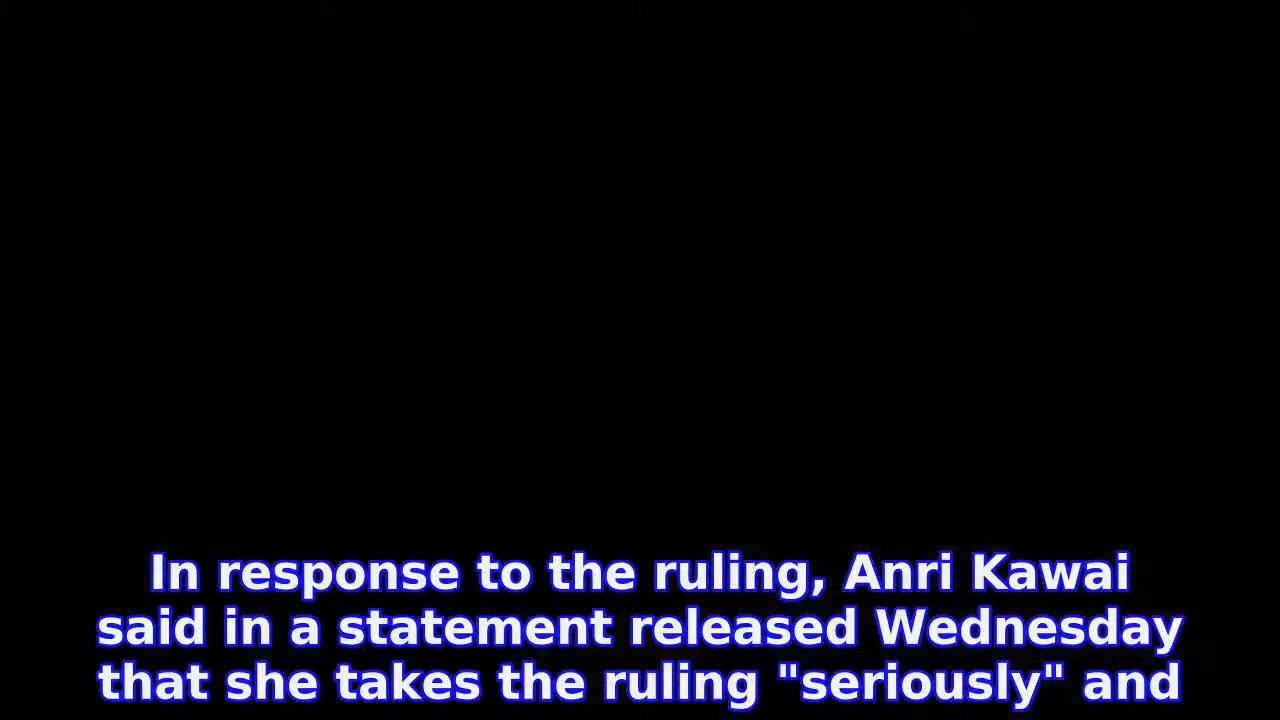 In response to the ruling, Anri Kawai
said in a statement released Wednesday
that she takes the ruling "seriously" and